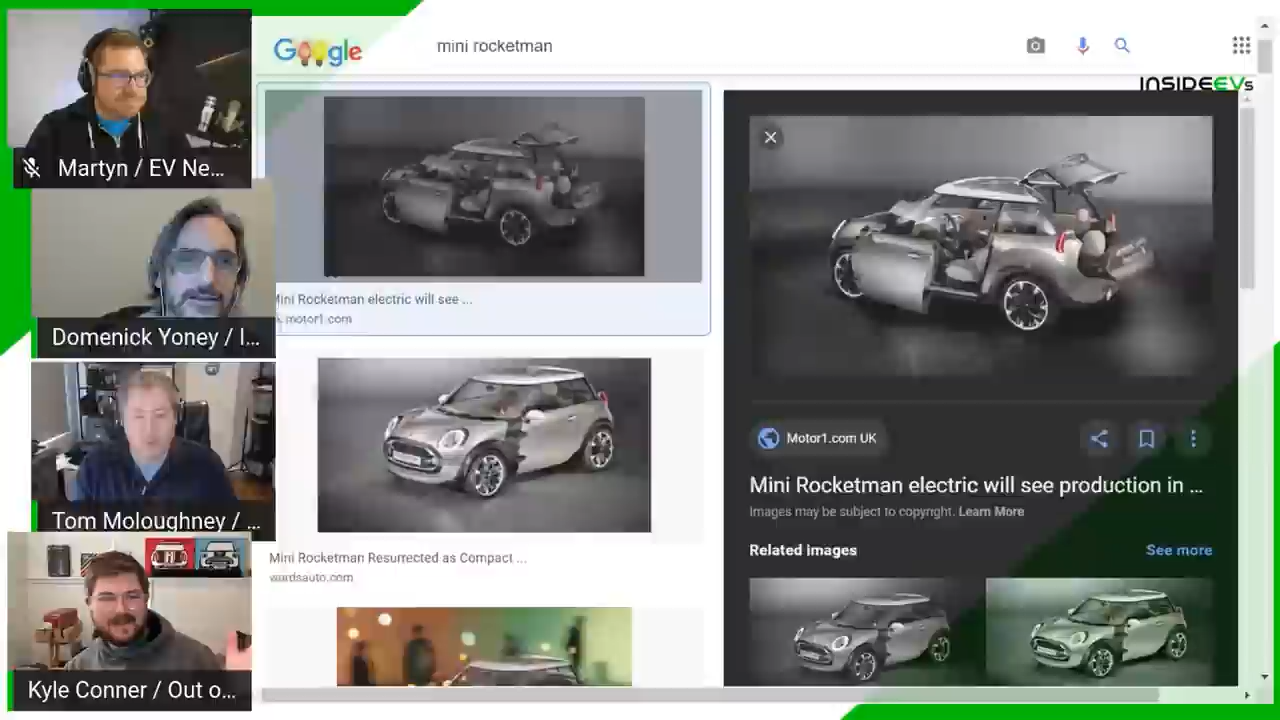 Martyn / EV Ne...
Domenick Yoney / I...
Tom Moloughney / ...
Kyle Conner / Out o...
Google
mini rocketman
INSIDEEVs
Mini Rocketman electric will see ...
motor1.com
Mini Rocketman Resurrected as Compact ...
wardsauto.com
Motor1.com UK
Mini Rocketman electric will see production in ...
Images may be subject to copyright. Learn More
Related images
See more